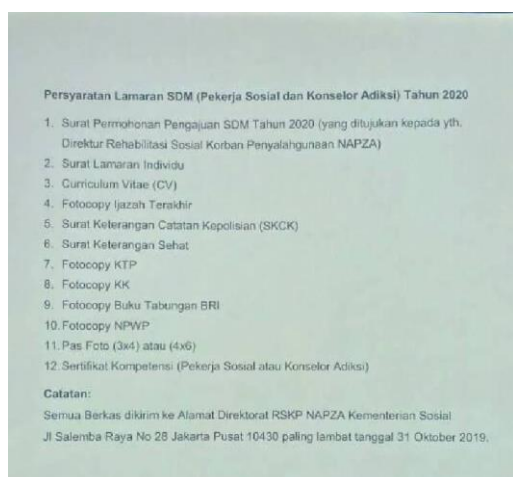 Persyaratan Lamaran SDM (Pekerja Sosial dan Konselor Adiksi) Tahun 2020
1. Surat Permohonan Pengajuan SDM Tahun 2020 (yang ditujukan kepada yth.
Direktur Rehabilitasi Sosial Korban Penyalahgunaan NAPZA)
2. Surat Lamaran Individu
3. Curriculum Vitae (CV)
4. Fotocopy Ijazah Terakhir
5. Surat Keterangan Catatan Kepolisian (SKCK)
6. Surat Keterangan Sehat
7. Fotocopy KTP
8. Fotocopy KK
9. Fotocopy Buku Tabungan BRI
10. Fotocopy NPWP
11. Pas Foto (3x4) atau (4x6)
12. Sertifikat Kompetensi (Pekerja Sosial atau Konselor Adiksi)
Catatan:
Semua Berkas dikirim ke Alamat Direktorat RSKP NAPZA Kementerian Sosial
Jl Salemba Raya No 28 Jakarta Pusat 10430 paling lambat tanggal 31 Oktober 2019.